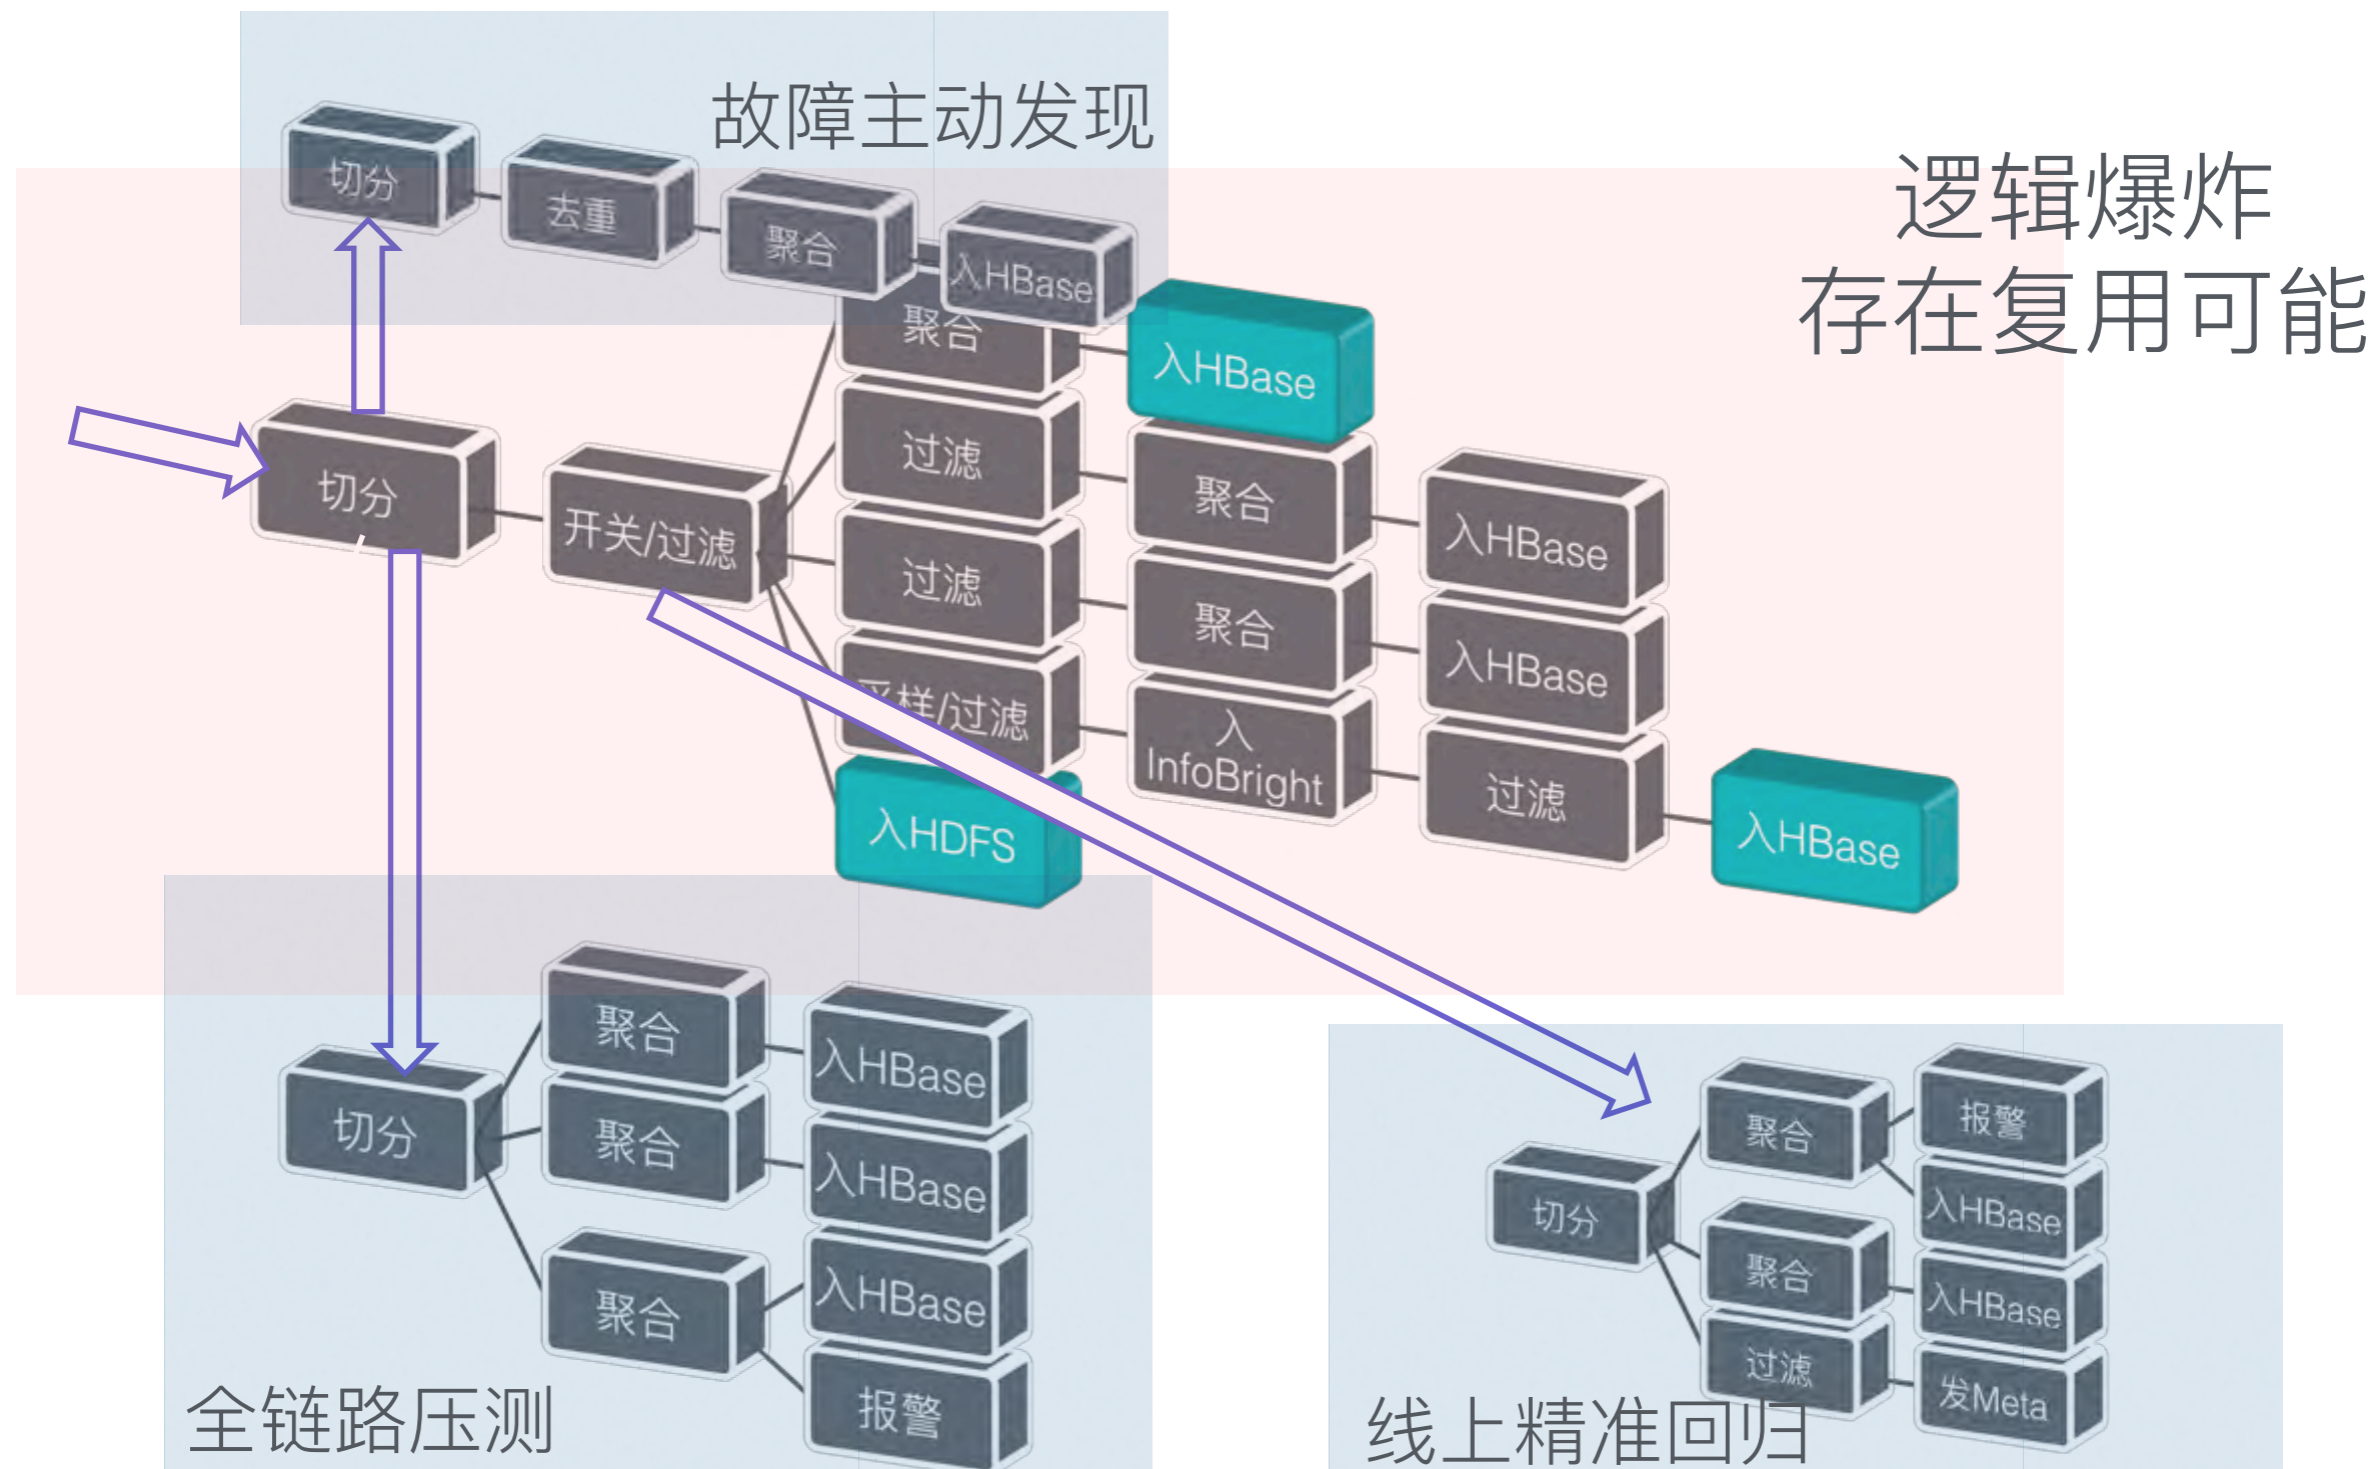 故障主动发现
逻辑爆炸
存在复用可能
切分
去重
聚合
入HBase
聚合
入HBase
切分
开关/过滤
过滤
聚合
入HBase
过滤
聚合
入HBase
采样/过滤
入
InfoBright
过滤
入HBase
入HDFS
切分
聚合
入HBase
聚合
入HBase
聚合
入HBase
报警
全链路压测
切分
聚合
报警
入HBase
聚合
入HBase
过滤
发Meta
线上精准回归